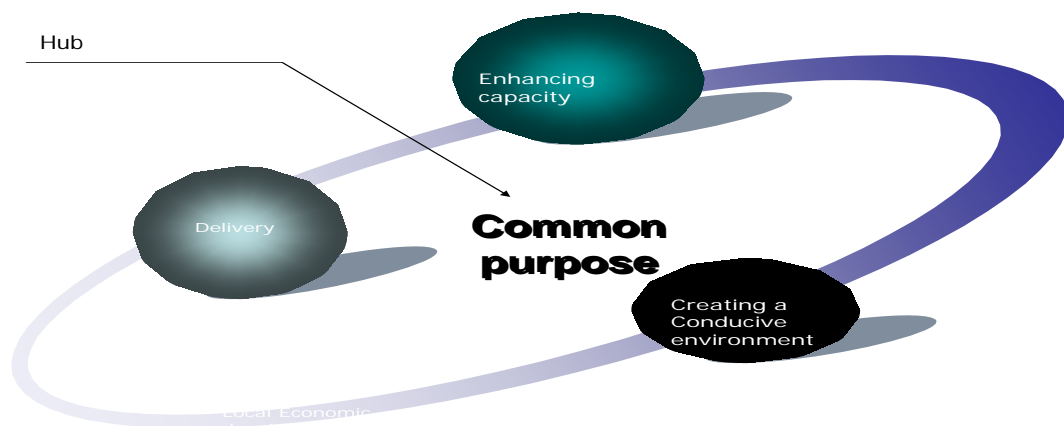 Hub
Enhancing
capacity
Delivery
Common
purpose
Creating a
Conducive
environment
Local Economic